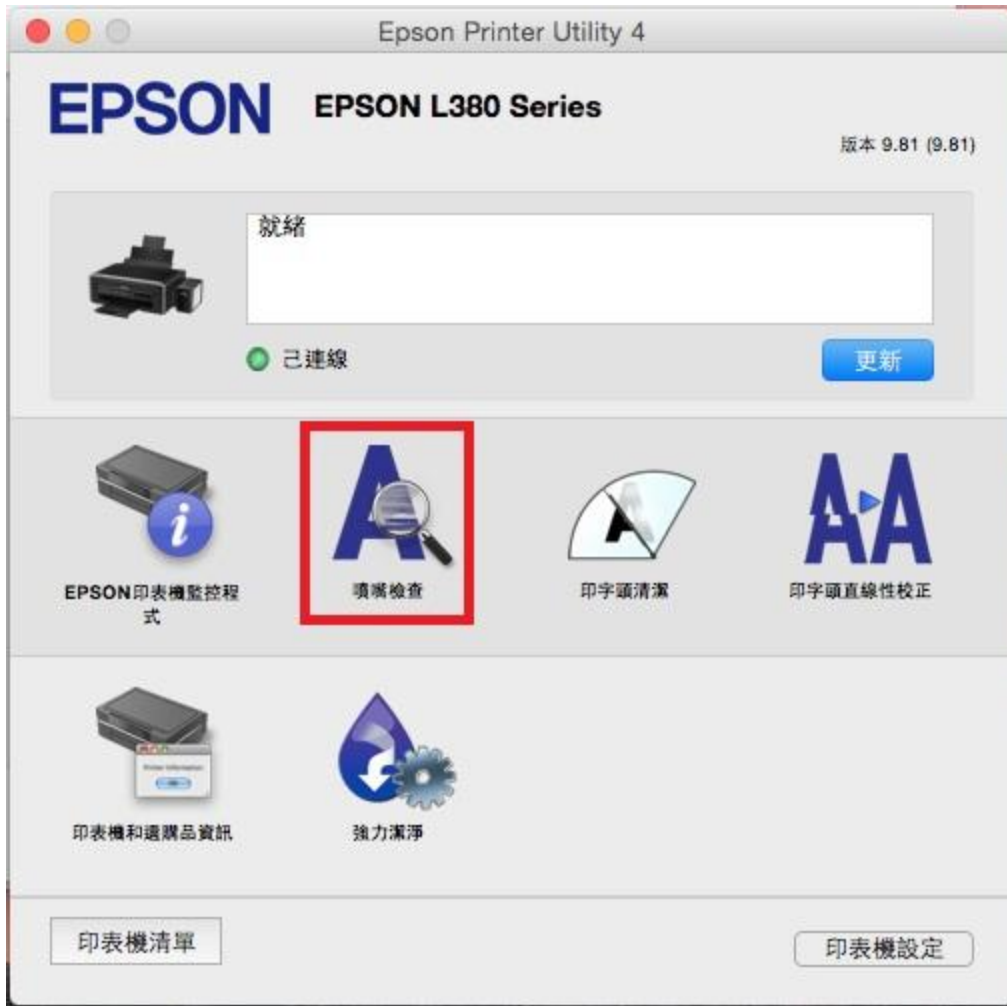 Epson Printer Utility 4
EPSON
EPSON L380 Series
版本 9.81 (9.81)
就緒
已連線
更新
EPSON印表機監控程
式
噴嘴檢查
印字頭清潔
印字頭直線性校正
印表機和選購品資訊
強力潔淨
印表機清單
印表機設定